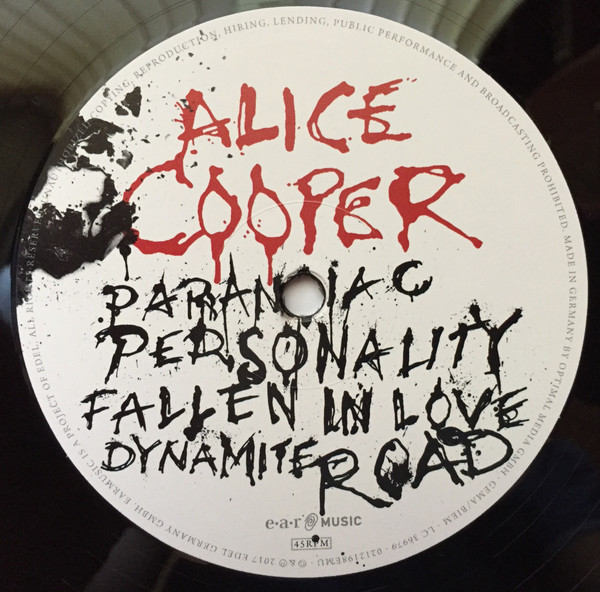 ALICE
COOPER
PARANOIAC
PERSONALITY
FALLEN IN LOVE
DYNAMITE ROAD
e·a·r MUSIC
45RPM
COPYING, REPRODUCTION, HIRING, LENDING, PUBLIC PERFORMANCE AND BROADCASTING PROHIBITED. MADE IN GERMANY BY OPTIMAL MEDIA GMBH · GEMA/BIEM · LC 36979 · 0212198EMU · © & ℗ 2017 EDEL GERMANY GMBH. EARMUSIC IS A PROJECT OF EDEL. ALL RIGHTS RESERVED